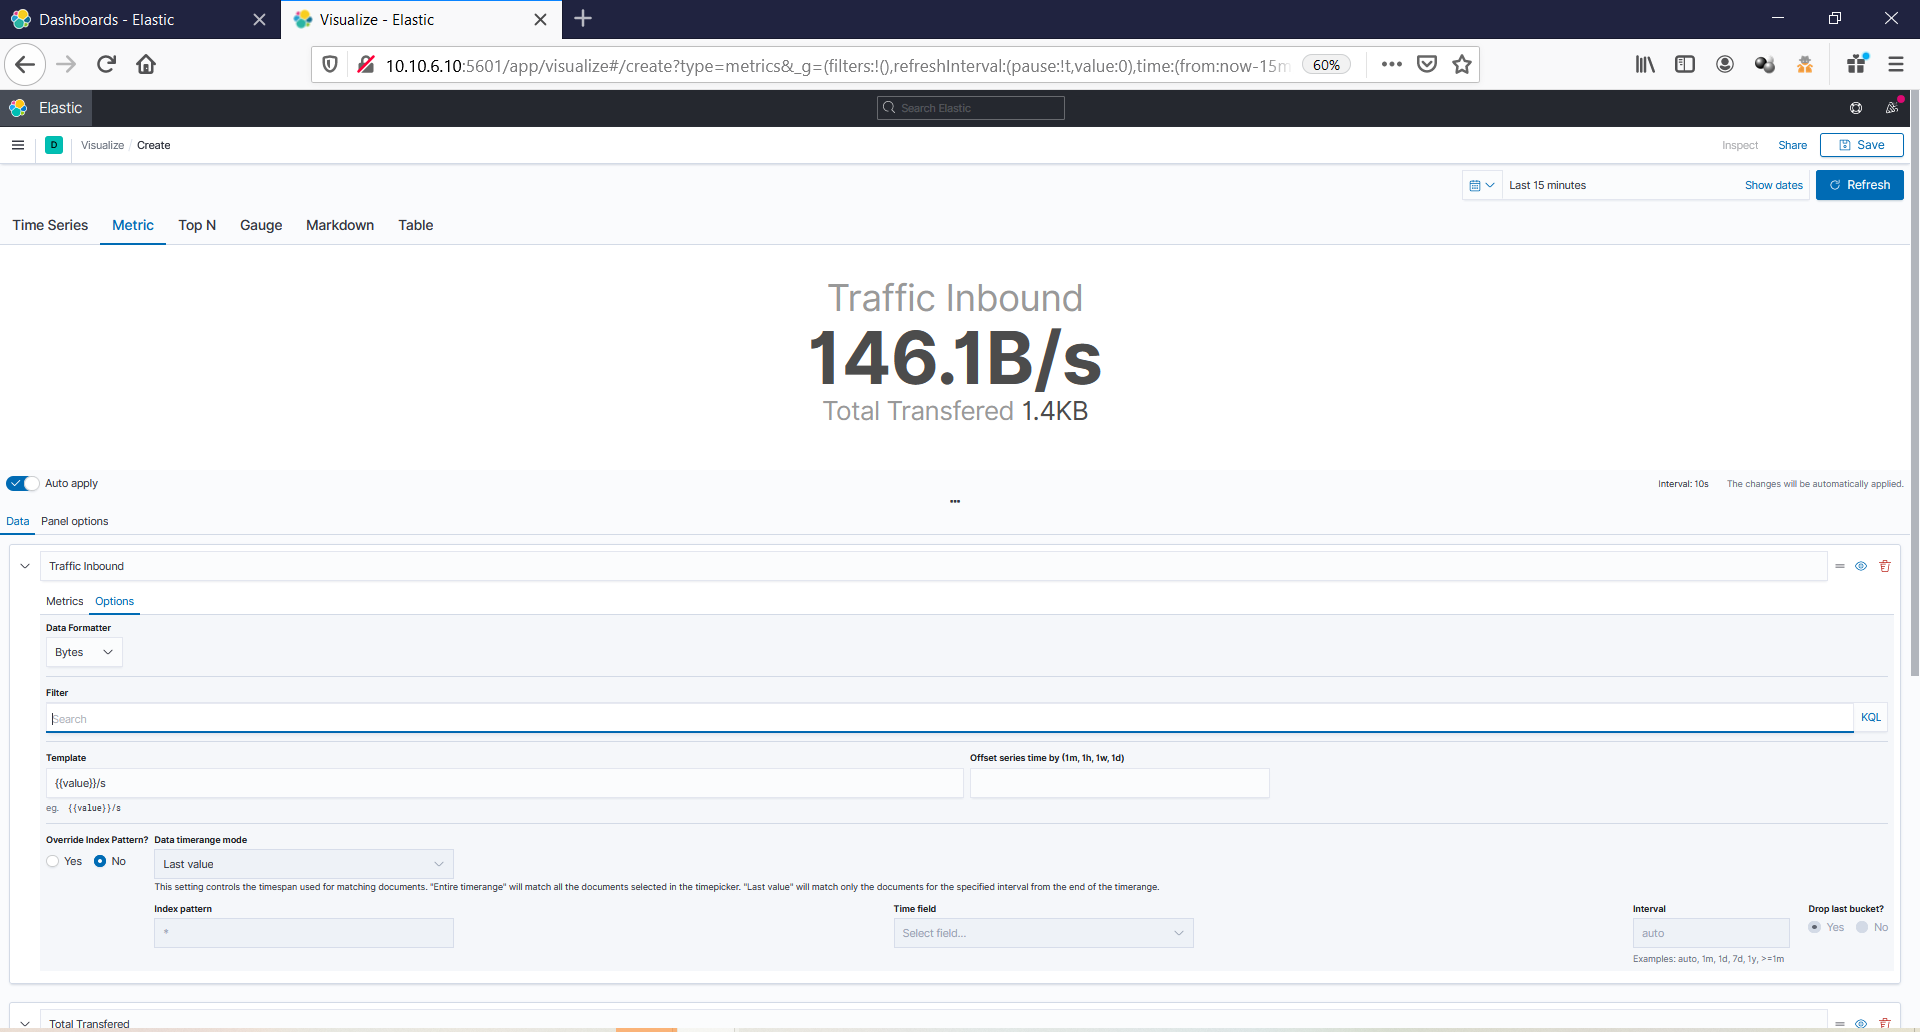 Dashboards - Elastic
Visualize - Elastic
10.10.6.10:5601/app/visualize#/create?type=metrics&_g=(filters:!(),refreshInterval:(pause:!t,value:0),time:(from:now-15m
60%
Elastic
Search Elastic
D
Visualize / Create
Inspect
Share
Save
Last 15 minutes
Show dates
Refresh
Time Series
Metric
Top N
Gauge
Markdown
Table
Traffic Inbound
146.1B/s
Total Transfered 1.4KB
Auto apply
Interval: 10s
The changes will be automatically applied.
Data
Panel options
Traffic Inbound
Metrics
Options
Data Formatter
Bytes
Filter
Search
KQL
Template
Offset series time by (1m, 1h, 1w, 1d)
{{value}}/s
eg. {{value}}/s
Override Index Pattern?
Data timerange mode
Yes
No
Last value
This setting controls the timespan used for matching documents. "Entire timerange" will match all the documents selected in the timepicker. "Last value" will match only the documents for the specified interval from the end of the timerange.
Index pattern
Time field
Interval
Drop last bucket?
*
Select field...
auto
Yes
No
Examples: auto, 1m, 1d, 7d, 1y, >=1m
Total Transfered